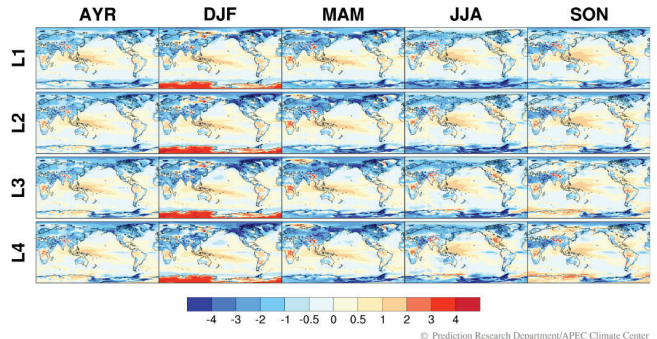 AYR DJF MAM JJA SON
L1
L2
L3
L4
-4 -3 -2 -1 -0.5 0 0.5 1 2 3 4
© Prediction Research Department/APEC Climate Center